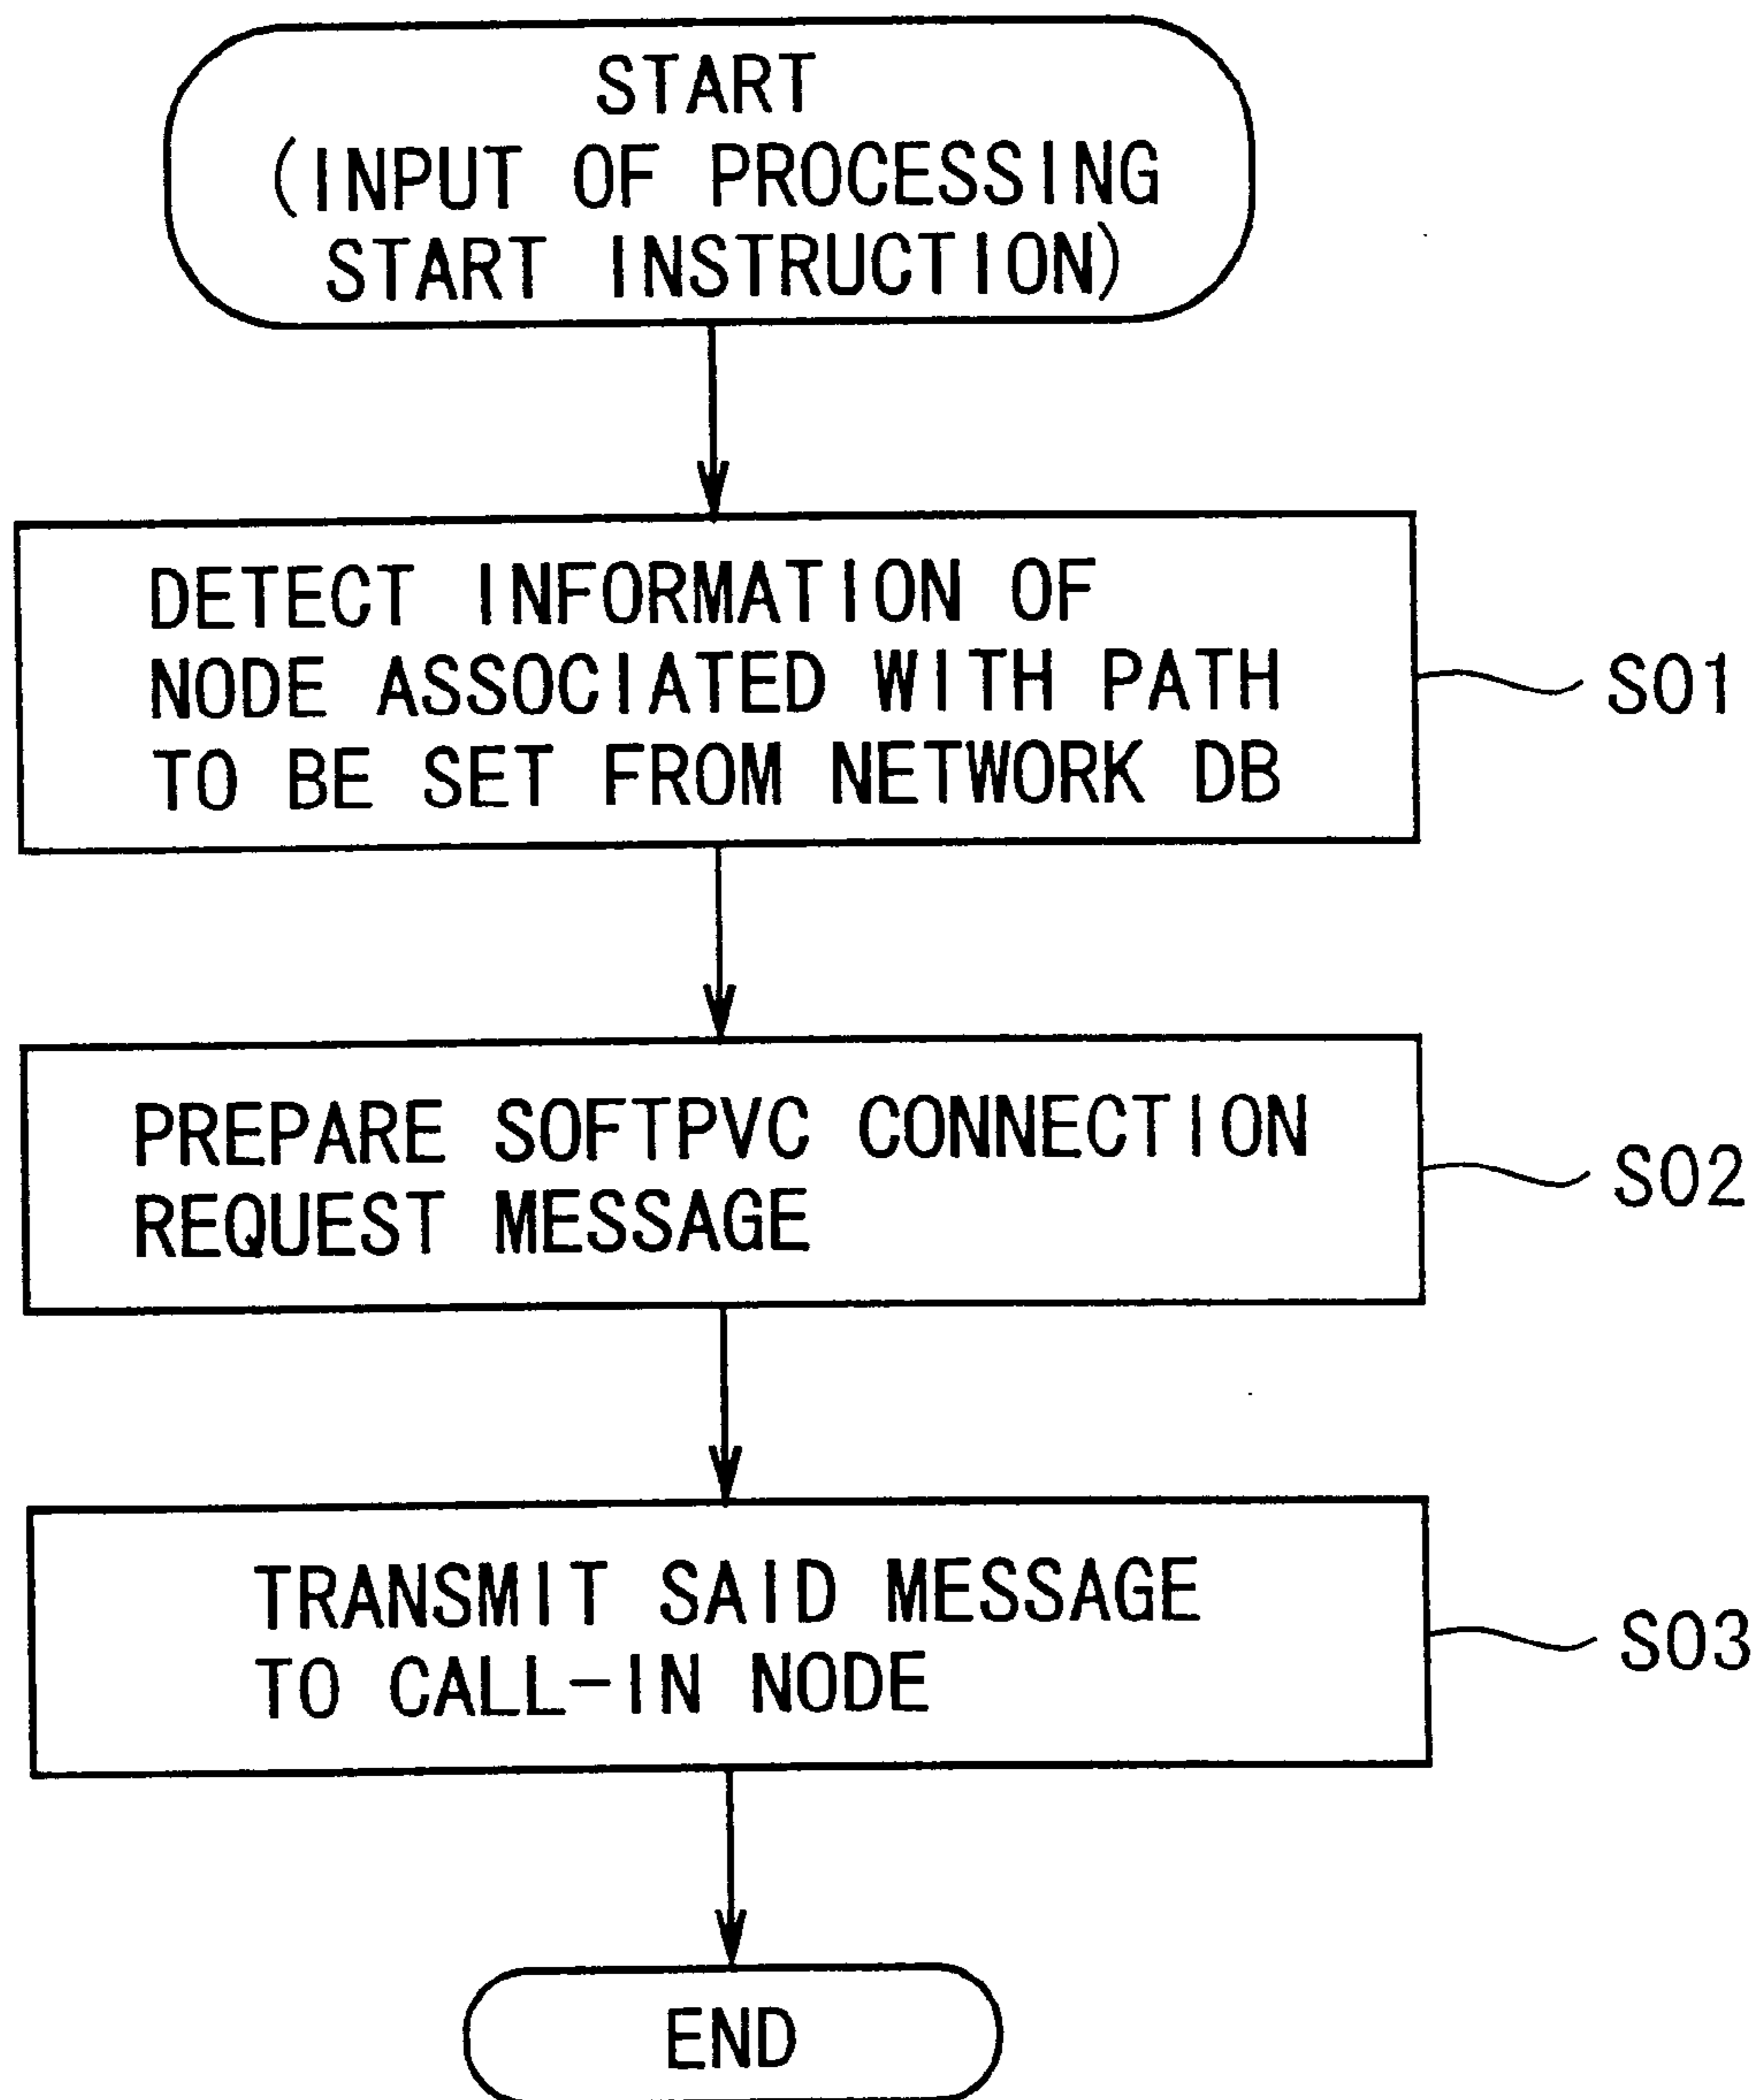 START
(INPUT OF PROCESSING
START INSTRUCTION)
DETECT INFORMATION OF
NODE ASSOCIATED WITH PATH
TO BE SET FROM NETWORK DB
S01
PREPARE SOFTPVC CONNECTION
REQUEST MESSAGE
S02
TRANSMIT SAID MESSAGE
TO CALL-IN NODE
S03
END